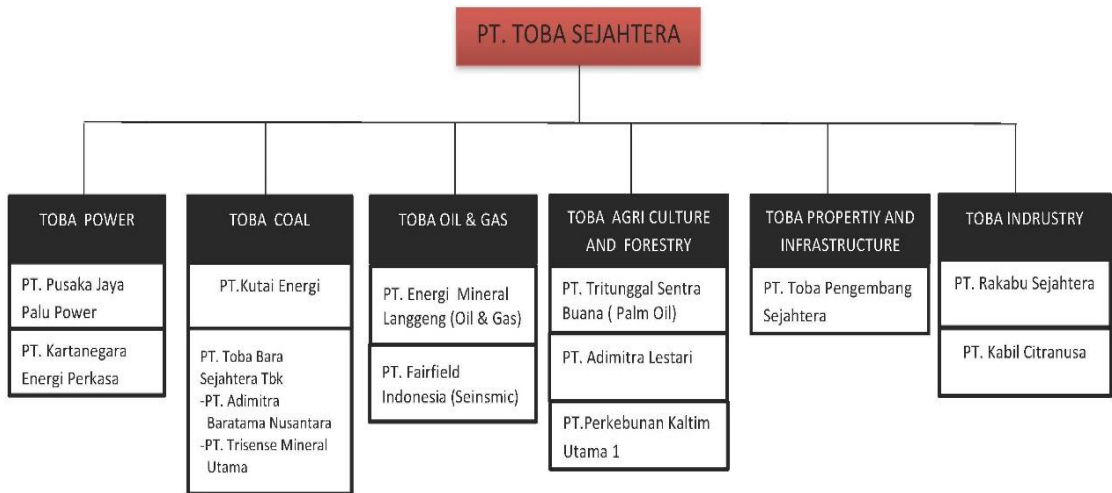 PT. TOBA SEJAHTERA
TOBA POWER
PT. Pusaka Jaya
Palu Power
PT. Kartanegara
Energi Perkasa
TOBA COAL
PT.Kutai Energi
PT. Toba Bara
Sejahtera Tbk
-PT. Adimitra
Baratama Nusantara
-PT. Trisense Mineral
Utama
TOBA OIL & GAS
PT. Energi Mineral
Langgeng (Oil & Gas)
PT. Fairfield
Indonesia (Seinsmic)
TOBA AGRI CULTURE
AND FORESTRY
PT. Tritunggal Sentra
Buana ( Palm Oil)
PT. Adimitra Lestari
PT.Perkebunan Kaltim
Utama 1
TOBA PROPERTIY AND
INFRASTRUCTURE
PT. Toba Pengembang
Sejahtera
TOBA INDRUSTRY
PT. Rakabu Sejahtera
PT. Kabil Citranusa